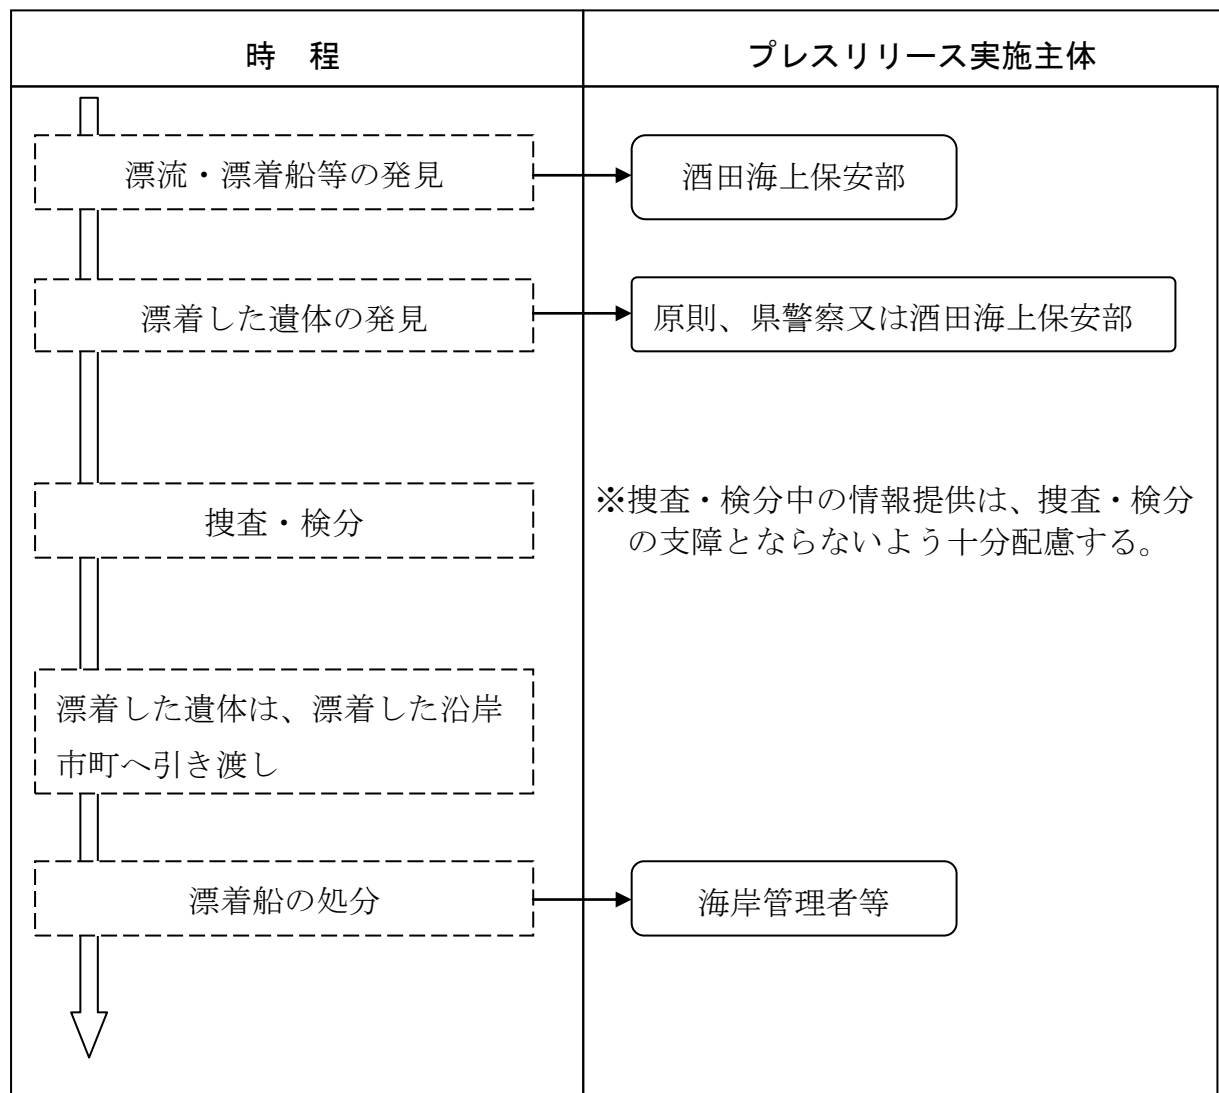 時　程
プレスリリース実施主体
漂流・漂着船等の発見
酒田海上保安部
漂着した遺体の発見
原則、県警察又は酒田海上保安部
捜査・検分
※捜査・検分中の情報提供は、捜査・検分
の支障とならないよう十分配慮する。
漂着した遺体は、漂着した沿岸
市町へ引き渡し
漂着船の処分
海岸管理者等